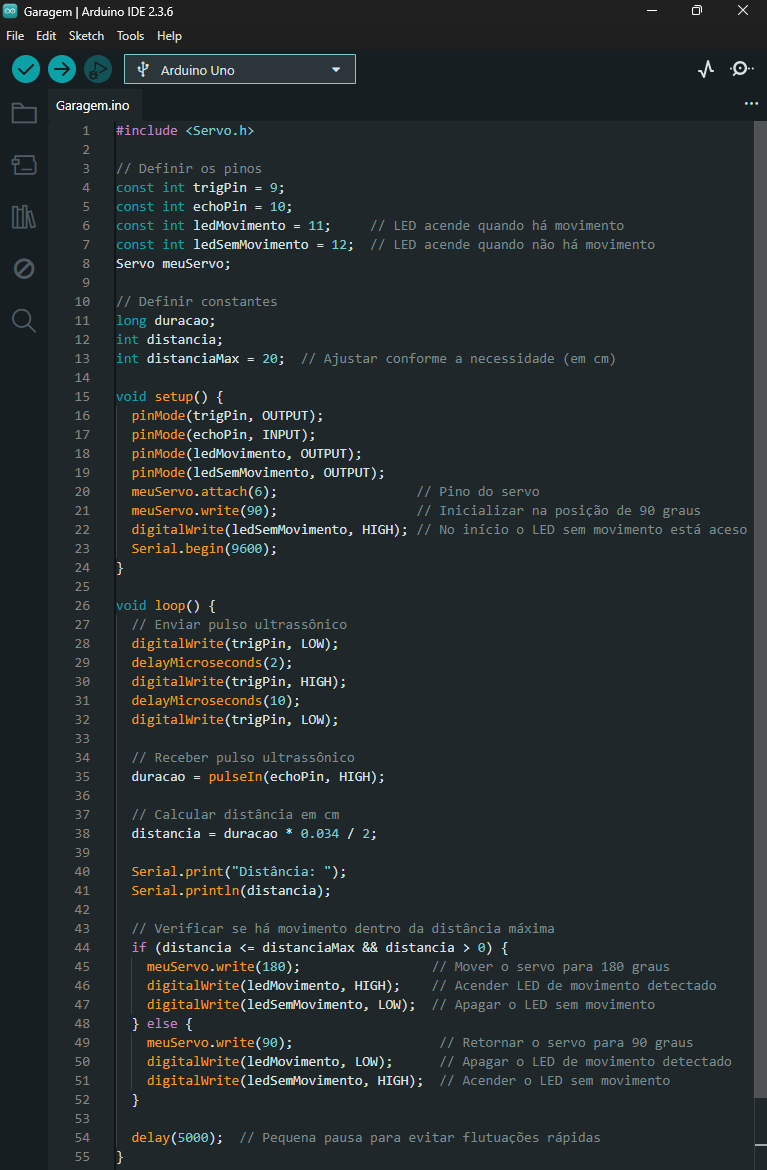 Garagem | Arduino IDE 2.3.6
File Edit Sketch Tools Help
Arduino Uno
Garagem.ino
1 #include <Servo.h>
2
3 // Definir os pinos
4 const int trigPin = 9;
5 const int echoPin = 10;
6 const int ledMovimento = 11;     // LED acende quando há movimento
7 const int ledSemMovimento = 12;  // LED acende quando não há movimento
8 Servo meuServo;
9
10 // Definir constantes
11 long duracao;
12 int distancia;
13 int distanciaMax = 20;  // Ajustar conforme a necessidade (em cm)
14
15 void setup() {
16   pinMode(trigPin, OUTPUT);
17   pinMode(echoPin, INPUT);
18   pinMode(ledMovimento, OUTPUT);
19   pinMode(ledSemMovimento, OUTPUT);
20   meuServo.attach(6);                  // Pino do servo
21   meuServo.write(90);                  // Inicializar na posição de 90 graus
22   digitalWrite(ledSemMovimento, HIGH); // No início o LED sem movimento está aceso
23   Serial.begin(9600);
24 }
25
26 void loop() {
27   // Enviar pulso ultrassônico
28   digitalWrite(trigPin, LOW);
29   delayMicroseconds(2);
30   digitalWrite(trigPin, HIGH);
31   delayMicroseconds(10);
32   digitalWrite(trigPin, LOW);
33
34   // Receber pulso ultrassônico
35   duracao = pulseIn(echoPin, HIGH);
36
37   // Calcular distância em cm
38   distancia = duracao * 0.034 / 2;
39
40   Serial.print("Distância: ");
41   Serial.println(distancia);
42
43   // Verificar se há movimento dentro da distância máxima
44   if (distancia <= distanciaMax && distancia > 0) {
45     meuServo.write(180);                 // Mover o servo para 180 graus
46     digitalWrite(ledMovimento, HIGH);    // Acender LED de movimento detectado
47     digitalWrite(ledSemMovimento, LOW);  // Apagar o LED sem movimento
48   } else {
49     meuServo.write(90);                   // Retornar o servo para 90 graus
50     digitalWrite(ledMovimento, LOW);      // Apagar o LED de movimento detectado
51     digitalWrite(ledSemMovimento, HIGH);  // Acender o LED sem movimento
52   }
53
54   delay(5000);  // Pequena pausa para evitar flutuações rápidas
55 }